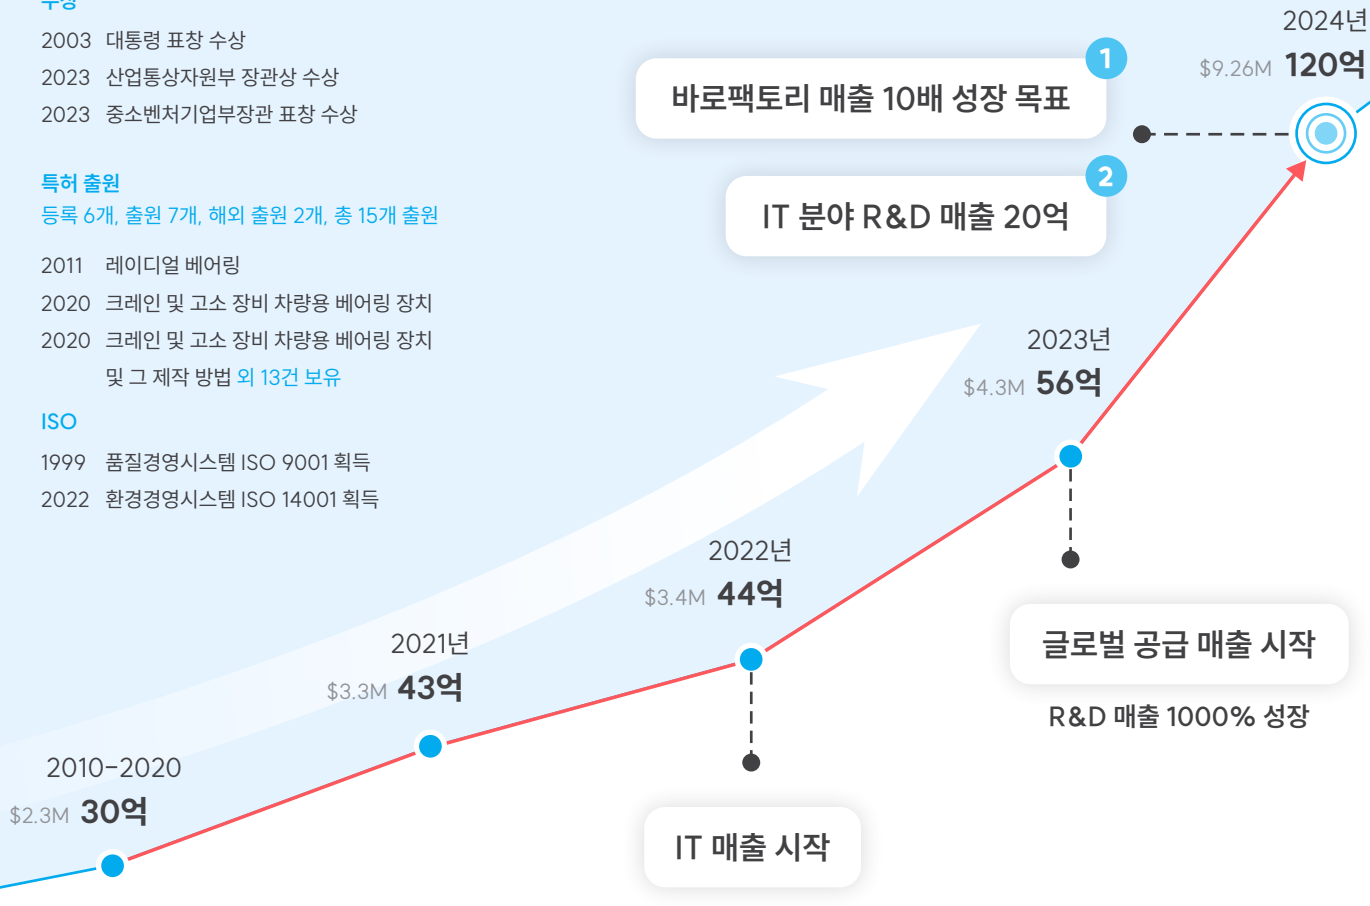 수상
2003 대통령 표창 수상
2023 산업통상자원부 장관상 수상
2023 중소벤처기업부장관 표창 수상
특허 출원
등록 6개, 출원 7개, 해외 출원 2개, 총 15개 출원
2011 레이디얼 베어링
2020 크레인 및 고소 장비 차량용 베어링 장치
2020 크레인 및 고소 장비 차량용 베어링 장치
및 그 제작 방법 외 13건 보유
ISO
1999 품질경영시스템 ISO 9001 획득
2022 환경경영시스템 ISO 14001 획득
2010-2020
$2.3M 30억
2021년
$3.3M 43억
2022년
$3.4M 44억
IT 매출 시작
2023년
$4.3M 56억
글로벌 공급 매출 시작
R&D 매출 1000% 성장
2024년
$9.26M 120억
1
바로팩토리 매출 10배 성장 목표
2
IT 분야 R&D 매출 20억